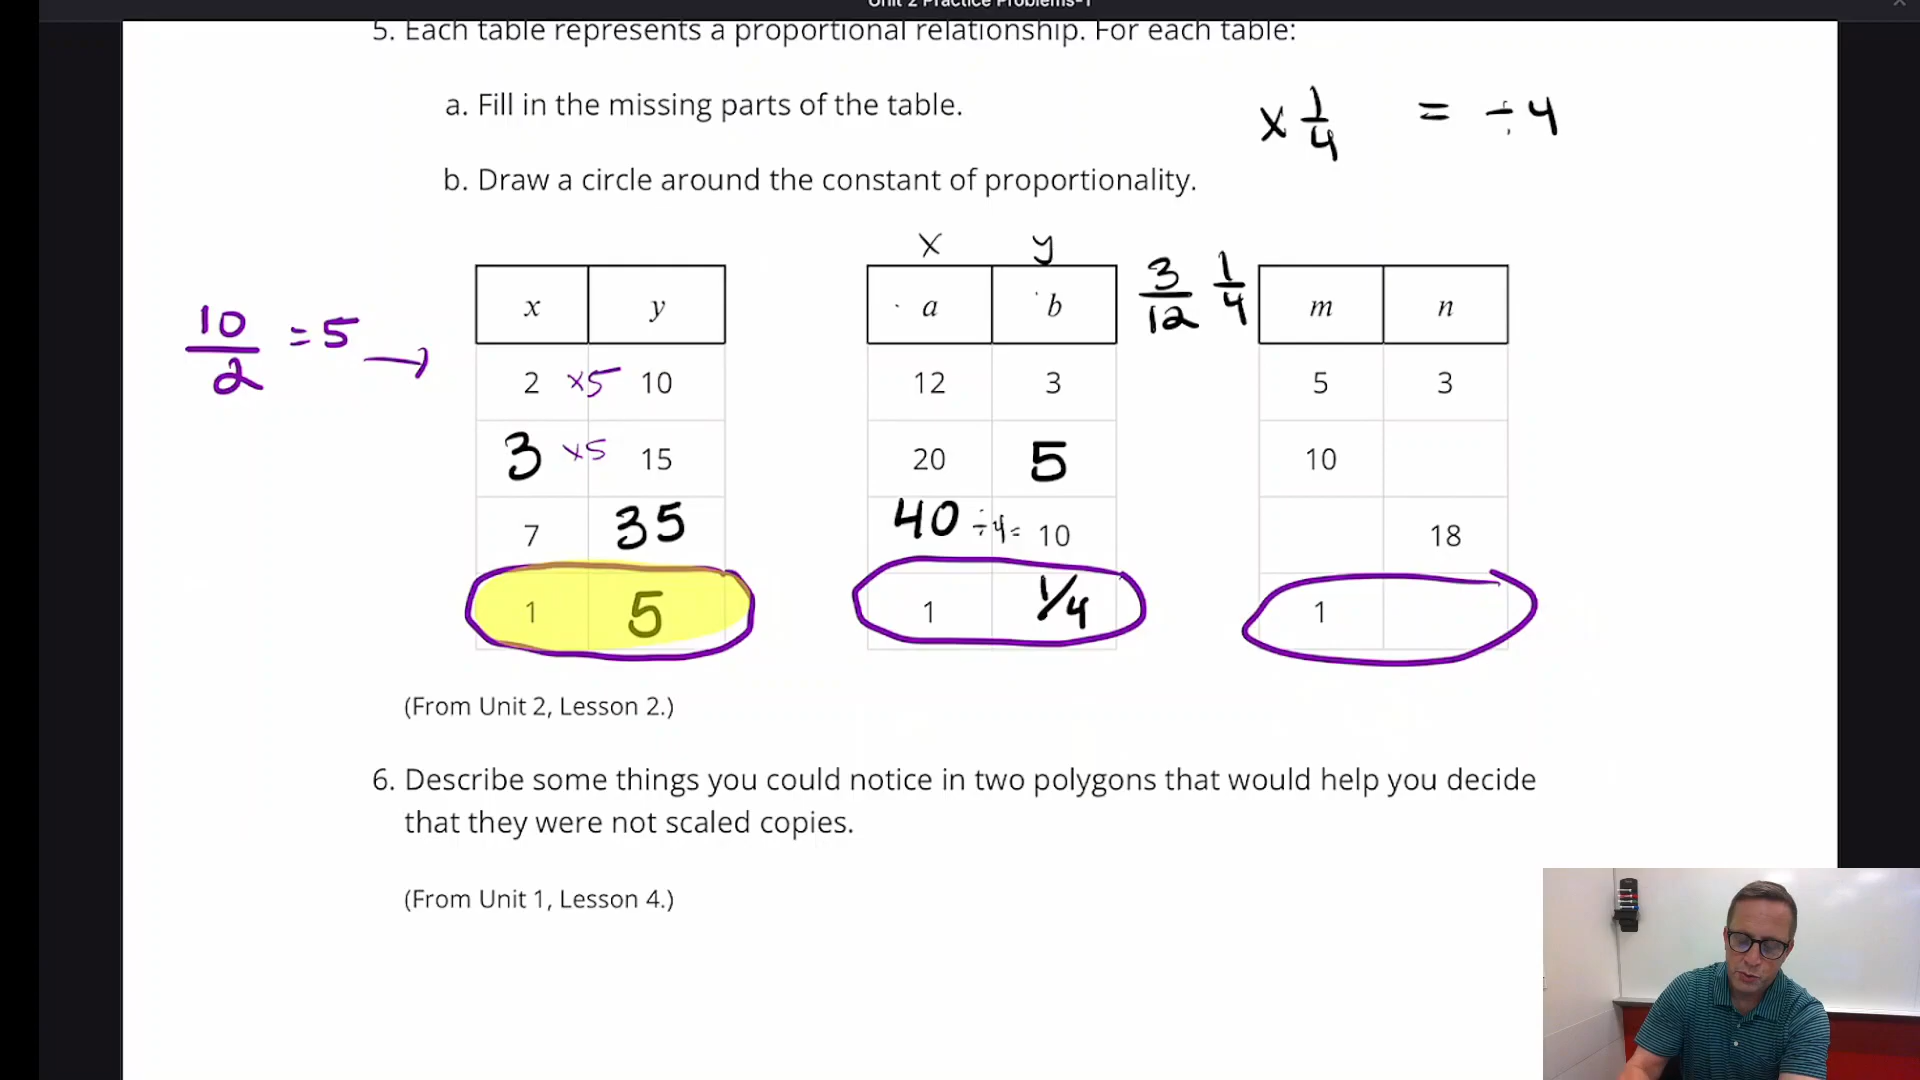 Unit 2 Practice Problems-1
5. Each table represents a proportional relationship. For each table:
a. Fill in the missing parts of the table.
x 1/4 = ÷4
b. Draw a circle around the constant of proportionality.
x y
10/2 = 5 →
x y
2 x5 10
3 x5 15
7 35
1 5
a b
12 3
20 5
40 ÷4= 10
1 1/4
3/12 1/4
m n
5 3
10
18
1
(From Unit 2, Lesson 2.)
6. Describe some things you could notice in two polygons that would help you decide
that they were not scaled copies.
(From Unit 1, Lesson 4.)